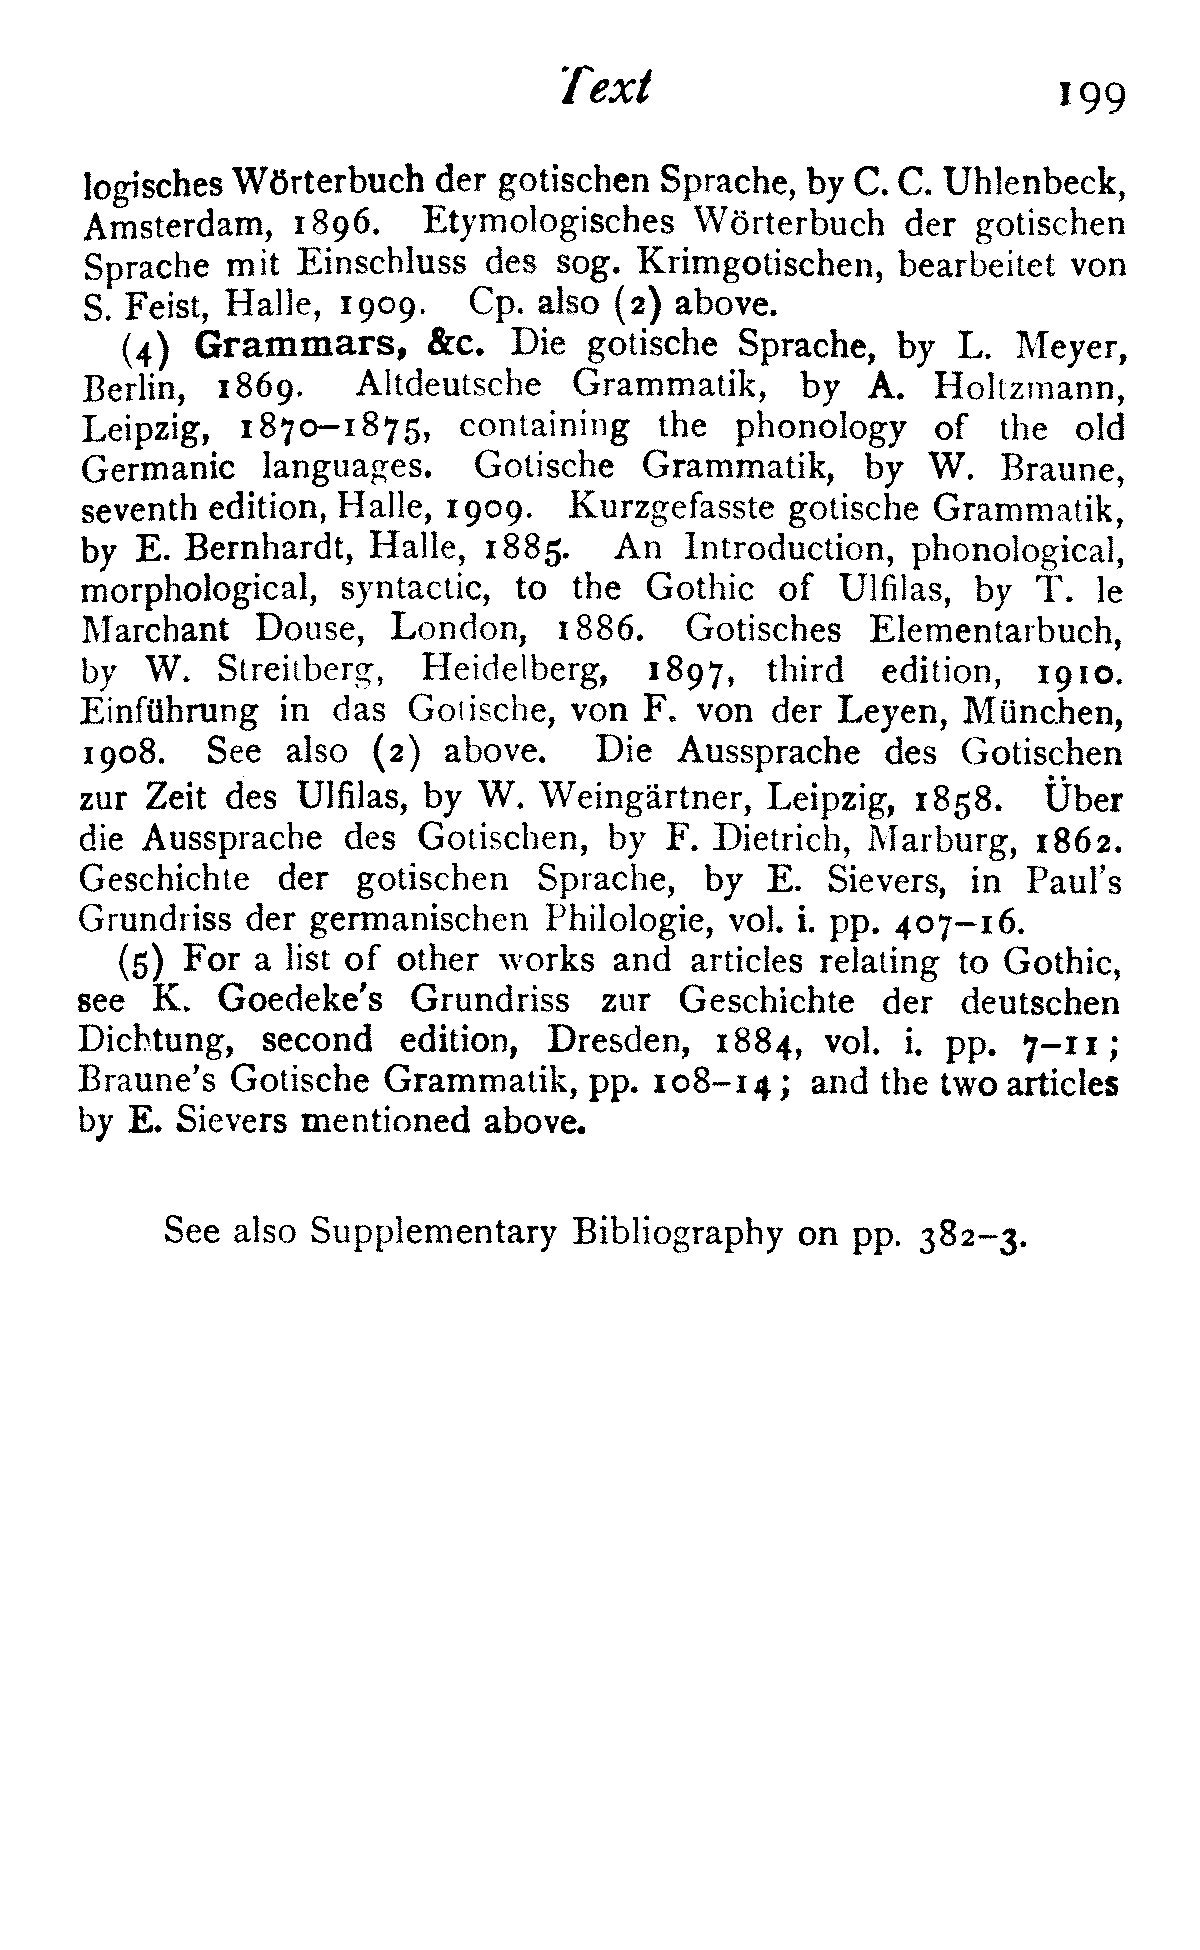 Text 199
logisches Wörterbuch der gotischen Sprache, by C. C. Uhlenbeck,
Amsterdam, 1896. Etymologisches Wörterbuch der gotischen
Sprache mit Einschluss des sog. Krimgotischen, bearbeitet von
S. Feist, Halle, 1909. Cp. also (2) above.
(4) Grammars, &c. Die gotische Sprache, by L. Meyer,
Berlin, 1869. Altdeutsche Grammatik, by A. Holtzmann,
Leipzig, 1870–1875, containing the phonology of the old
Germanic languages. Gotische Grammatik, by W. Braune,
seventh edition, Halle, 1909. Kurzgefasste gotische Grammatik,
by E. Bernhardt, Halle, 1885. An Introduction, phonological,
morphological, syntactic, to the Gothic of Ulfilas, by T. le
Marchant Douse, London, 1886. Gotisches Elementarbuch,
by W. Streitberg, Heidelberg, 1897, third edition, 1910.
Einführung in das Gotische, von F. von der Leyen, München,
1908. See also (2) above. Die Aussprache des Gotischen
zur Zeit des Ulfilas, by W. Weingärtner, Leipzig, 1858. Über
die Aussprache des Gotischen, by F. Dietrich, Marburg, 1862.
Geschichte der gotischen Sprache, by E. Sievers, in Paul's
Grundriss der germanischen Philologie, vol. i. pp. 407–16.
(5) For a list of other works and articles relating to Gothic,
see K. Goedeke's Grundriss zur Geschichte der deutschen
Dichtung, second edition, Dresden, 1884, vol. i. pp. 7–11;
Braune's Gotische Grammatik, pp. 108–14; and the two articles
by E. Sievers mentioned above.
See also Supplementary Bibliography on pp. 382–3.